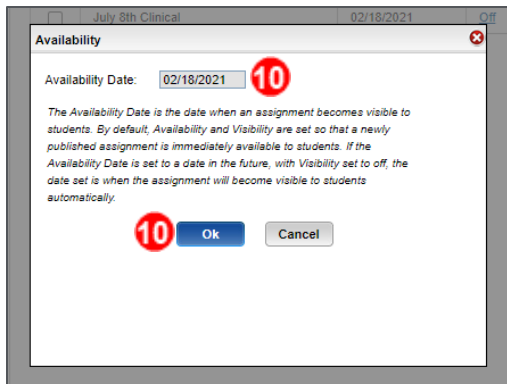 July 8th Clinical 02/18/2021 Off
Availability
Availability Date: 02/18/2021 10
The Availability Date is the date when an assignment becomes visible to
students. By default, Availability and Visibility are set so that a newly
published assignment is immediately available to students. If the
Availability Date is set to a date in the future, with Visibility set to off, the
date set is when the assignment will become visible to students
automatically.
10 Ok Cancel